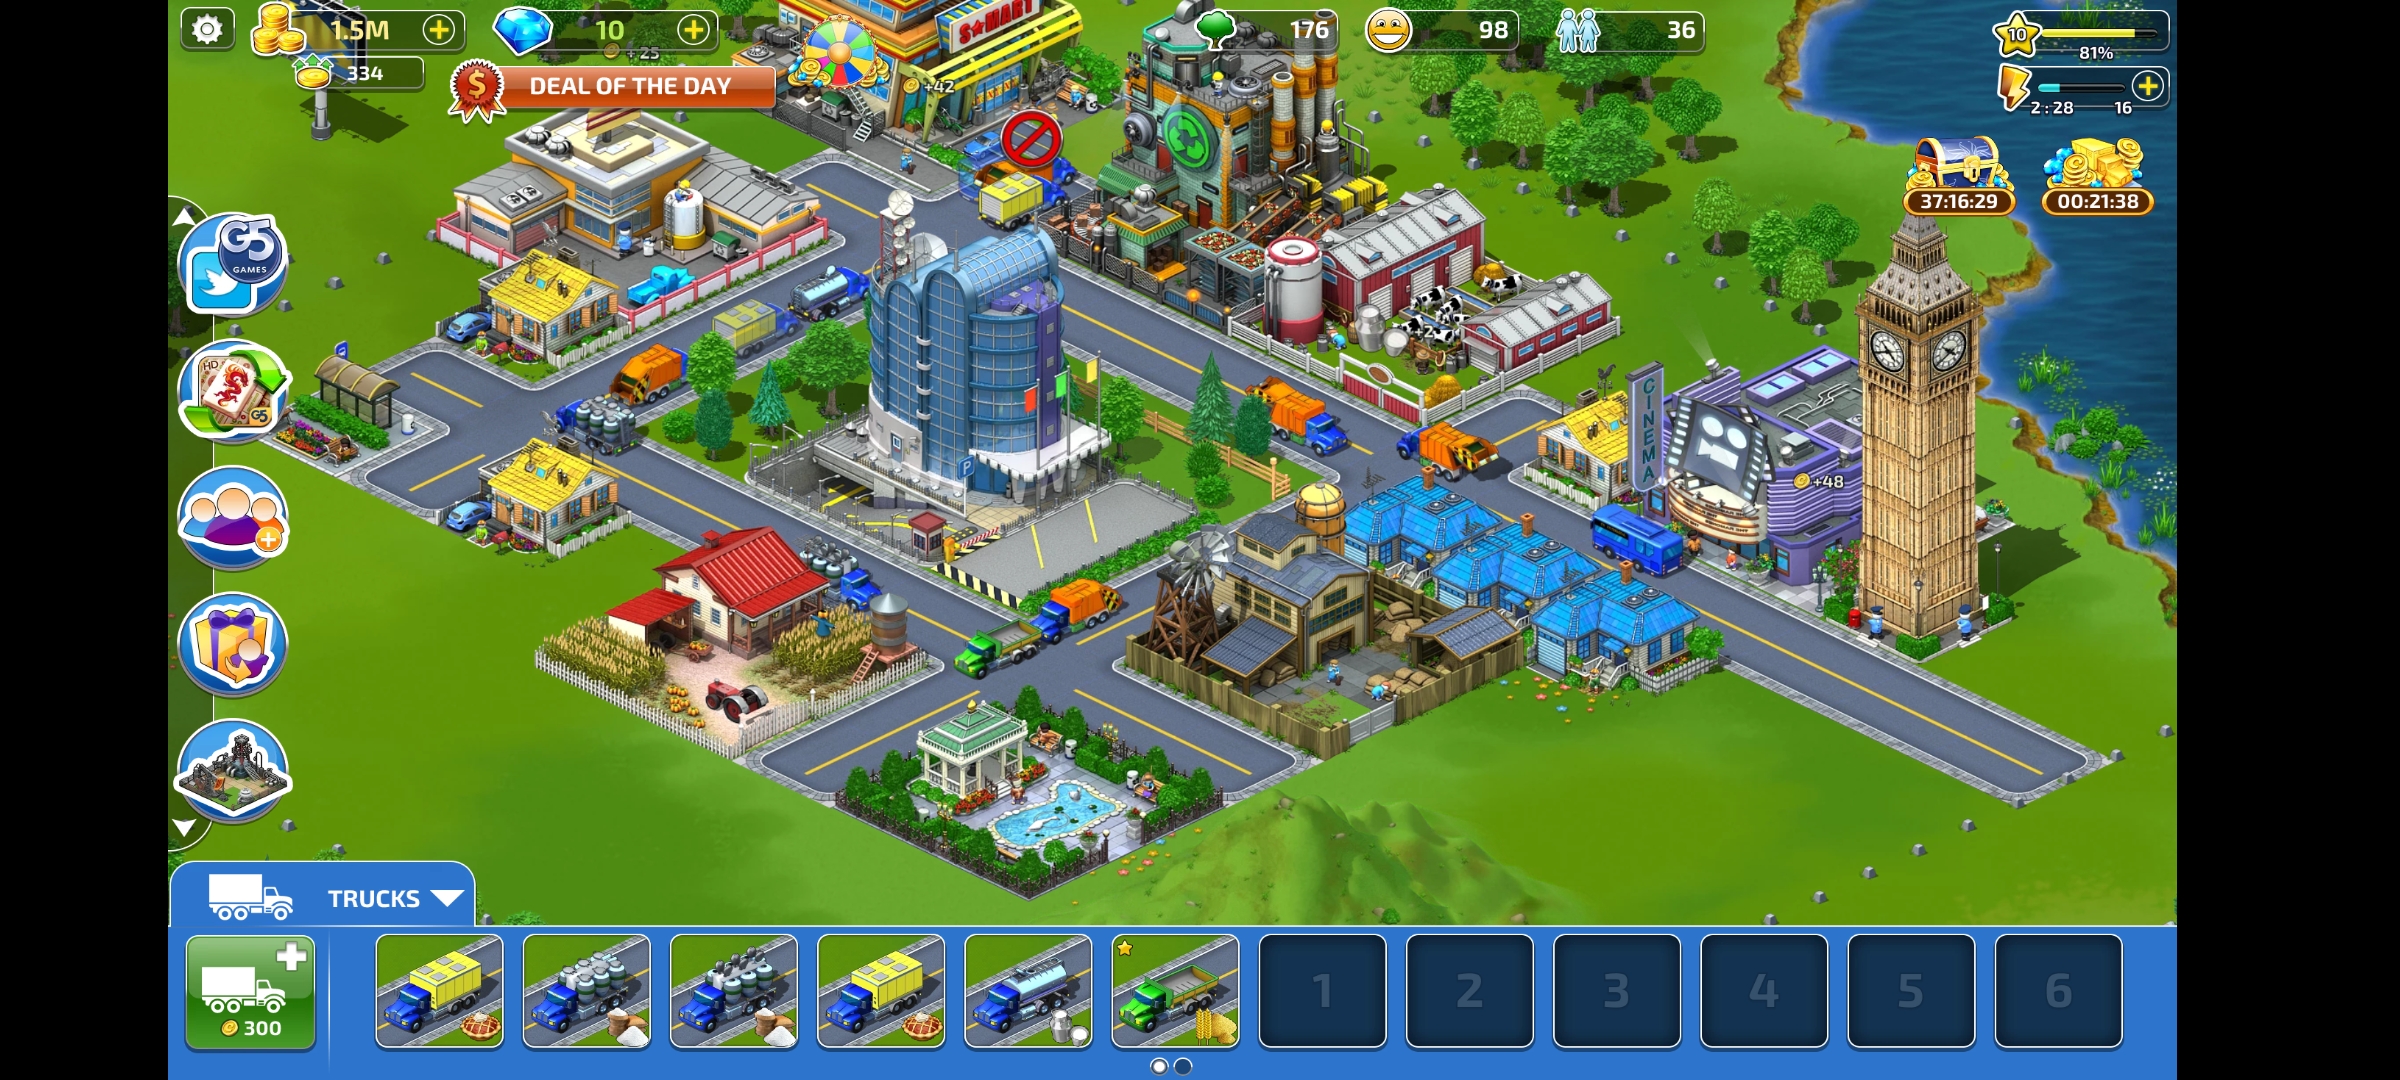 1.5M
10
176
98
36
10
81%
+25
334
DEAL OF THE DAY
+42
2:28
16
S★MART
37:16:29
00:21:38
G5
GAMES
HD
G5
CINEMA
P
+48
+2
TRUCKS
300
1
2
3
4
5
6